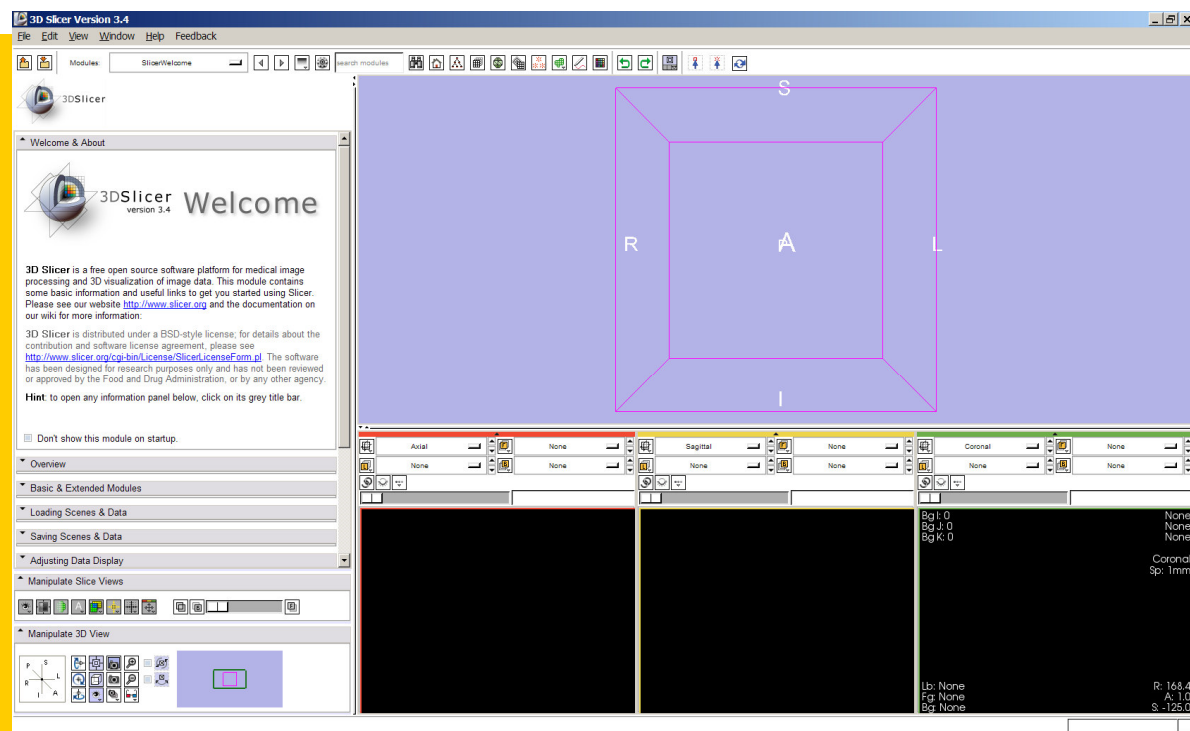 3D Slicer Version 3.4
File Edit View Window Help Feedback
Modules: SlicerWelcome search modules
3DSlicer
Welcome & About
3DSlicer Welcome
version 3.4
3D Slicer is a free open source software platform for medical image
processing and 3D visualization of image data. This module contains
some basic information and useful links to get you started using Slicer.
Please see our website http://www.slicer.org and the documentation on
our wiki for more information:
3D Slicer is distributed under a BSD-style license; for details about the
contribution and software license agreement, please see
http://www.slicer.org/cgi-bin/License/SlicerLicenseForm.pl. The software
has been designed for research purposes only and has not been reviewed
or approved by the Food and Drug Administration, or by any other agency.
Hint: to open any information panel below, click on its grey title bar.
Don't show this module on startup.
Overview
Basic & Extended Modules
Loading Scenes & Data
Saving Scenes & Data
Adjusting Data Display
Manipulate Slice Views
Manipulate 3D View
P S
R L
I A
S
R P A L
I
Axial None
None None
Sagittal None
None None
Coronal None
None None
Bg I: 0 None
Bg J: 0 None
Bg K: 0 None
Coronal
Sp: 1mm
Lb: None R: 168.4
Fg: None A: 1.0
Bg: None S: -125.0